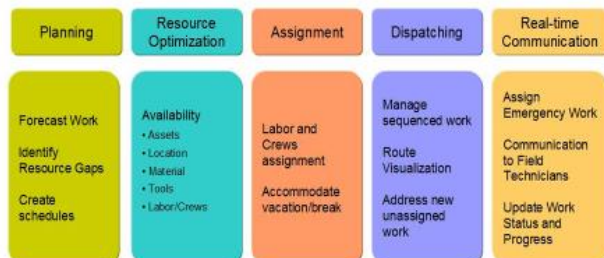 Planning
Resource
Optimization
Assignment
Dispatching
Real-time
Communication
Forecast Work
Identify
Resource Gaps
Create
schedules
Availability
• Assets
• Location
• Material
• Tools
• Labor/Crews
Labor and
Crews
assignment
Accommodate
vacation/break
Manage
sequenced work
Route
Visualization
Address new
unassigned
work
Assign
Emergency Work
Communication
to Field
Technicians
Update Work
Status and
Progress